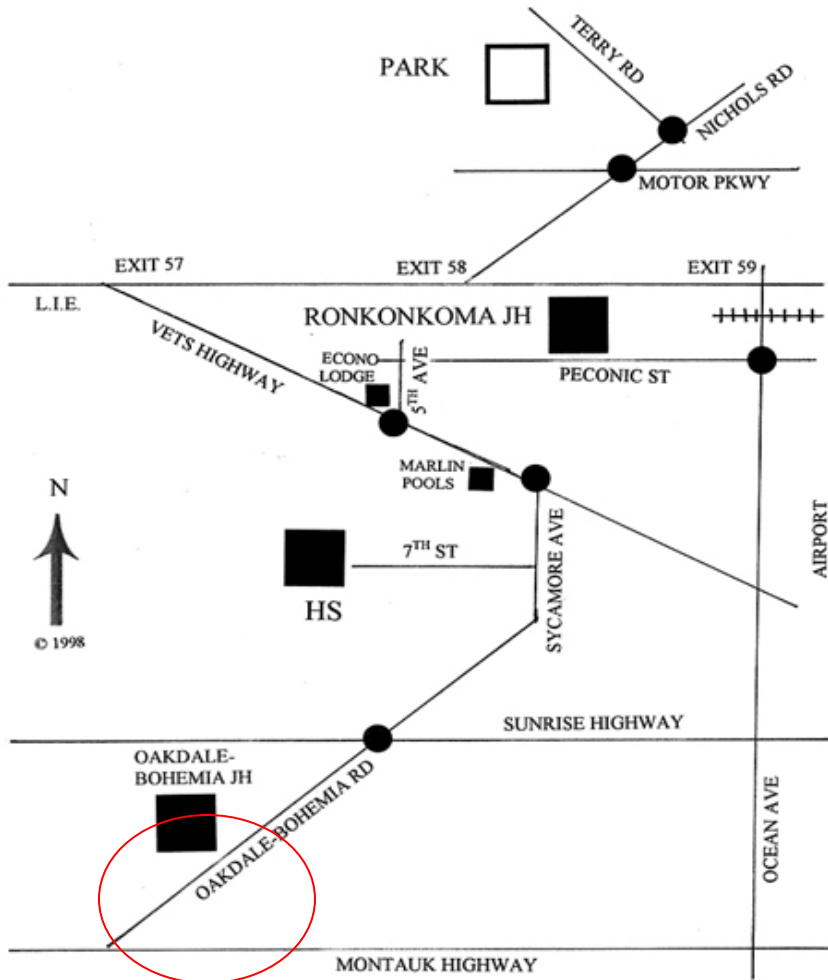 PARK
TERRY RD
NICHOLS RD
MOTOR PKWY
EXIT 57
EXIT 58
EXIT 59
L.I.E.
RONKONKOMA JH
VETS HIGHWAY
ECONO
LODGE
5TH AVE
PECONIC ST
MARLIN
POOLS
N
7TH ST
SYCAMORE AVE
AIRPORT
HS
© 1998
SUNRISE HIGHWAY
OAKDALE-
BOHEMIA JH
OAKDALE-BOHEMIA RD
OCEAN AVE
MONTAUK HIGHWAY